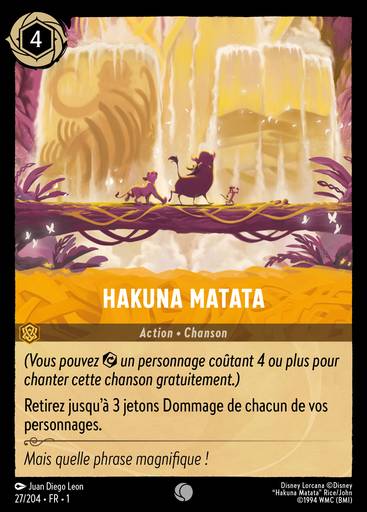 4
HAKUNA MATATA
Action • Chanson
(Vous pouvez un personnage coûtant 4 ou plus pour
chanter cette chanson gratuitement.)
Retirez jusqu'à 3 jetons Dommage de chacun de vos
personnages.
Mais quelle phrase magnifique !
Juan Diego Leon
27/204 • FR • 1
Disney Lorcana ©Disney
"Hakuna Matata" Rice/John
©1994 WMC (BMI)